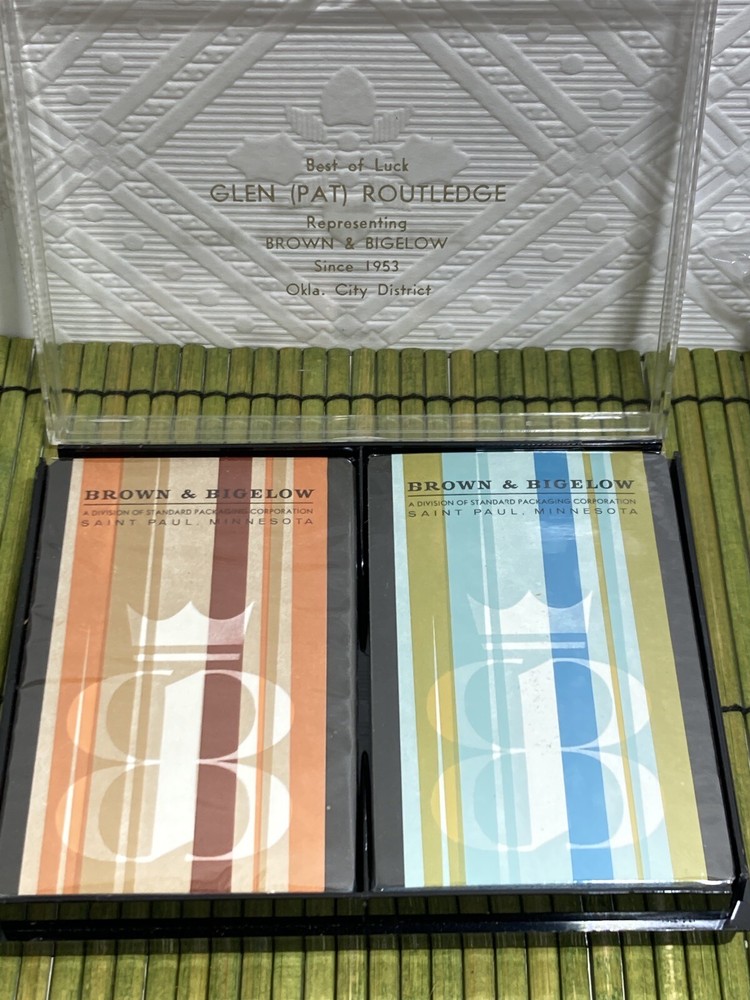 Best of Luck
GLEN (PAT) ROUTLEDGE
Representing
BROWN & BIGELOW
Since 1953
Okla. City District
BROWN & BIGELOW
A DIVISION OF STANDARD PACKAGING CORPORATION
SAINT PAUL, MINNESOTA
BROWN & BIGELOW
A DIVISION OF STANDARD PACKAGING CORPORATION
SAINT PAUL, MINNESOTA